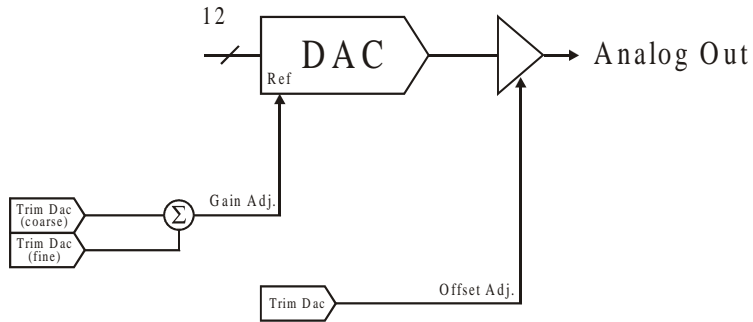 12
DAC
Ref
Analog Out
Gain Adj.
Trim Dac
(coarse)
Σ
Trim Dac
(fine)
Offset Adj.
Trim Dac